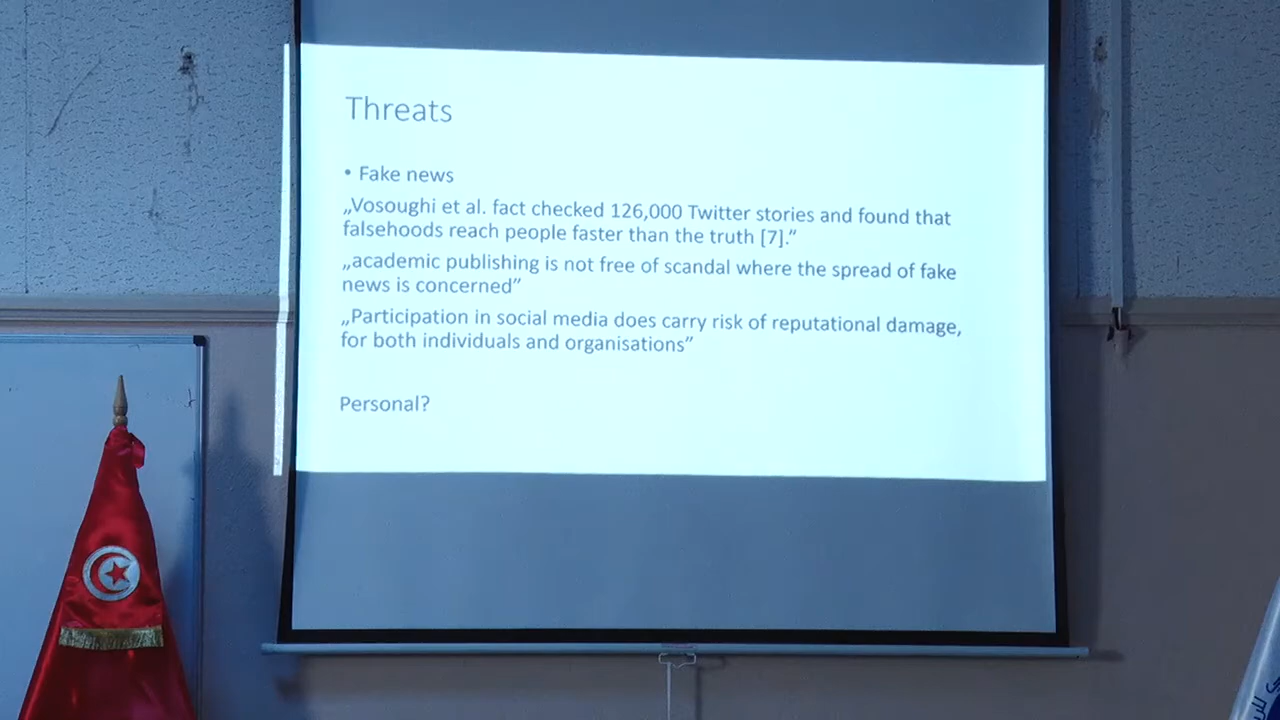 Threats
• Fake news
„Vosoughi et al. fact checked 126,000 Twitter stories and found that
falsehoods reach people faster than the truth [7].”
„academic publishing is not free of scandal where the spread of fake
news is concerned”
„Participation in social media does carry risk of reputational damage,
for both individuals and organisations”
Personal?